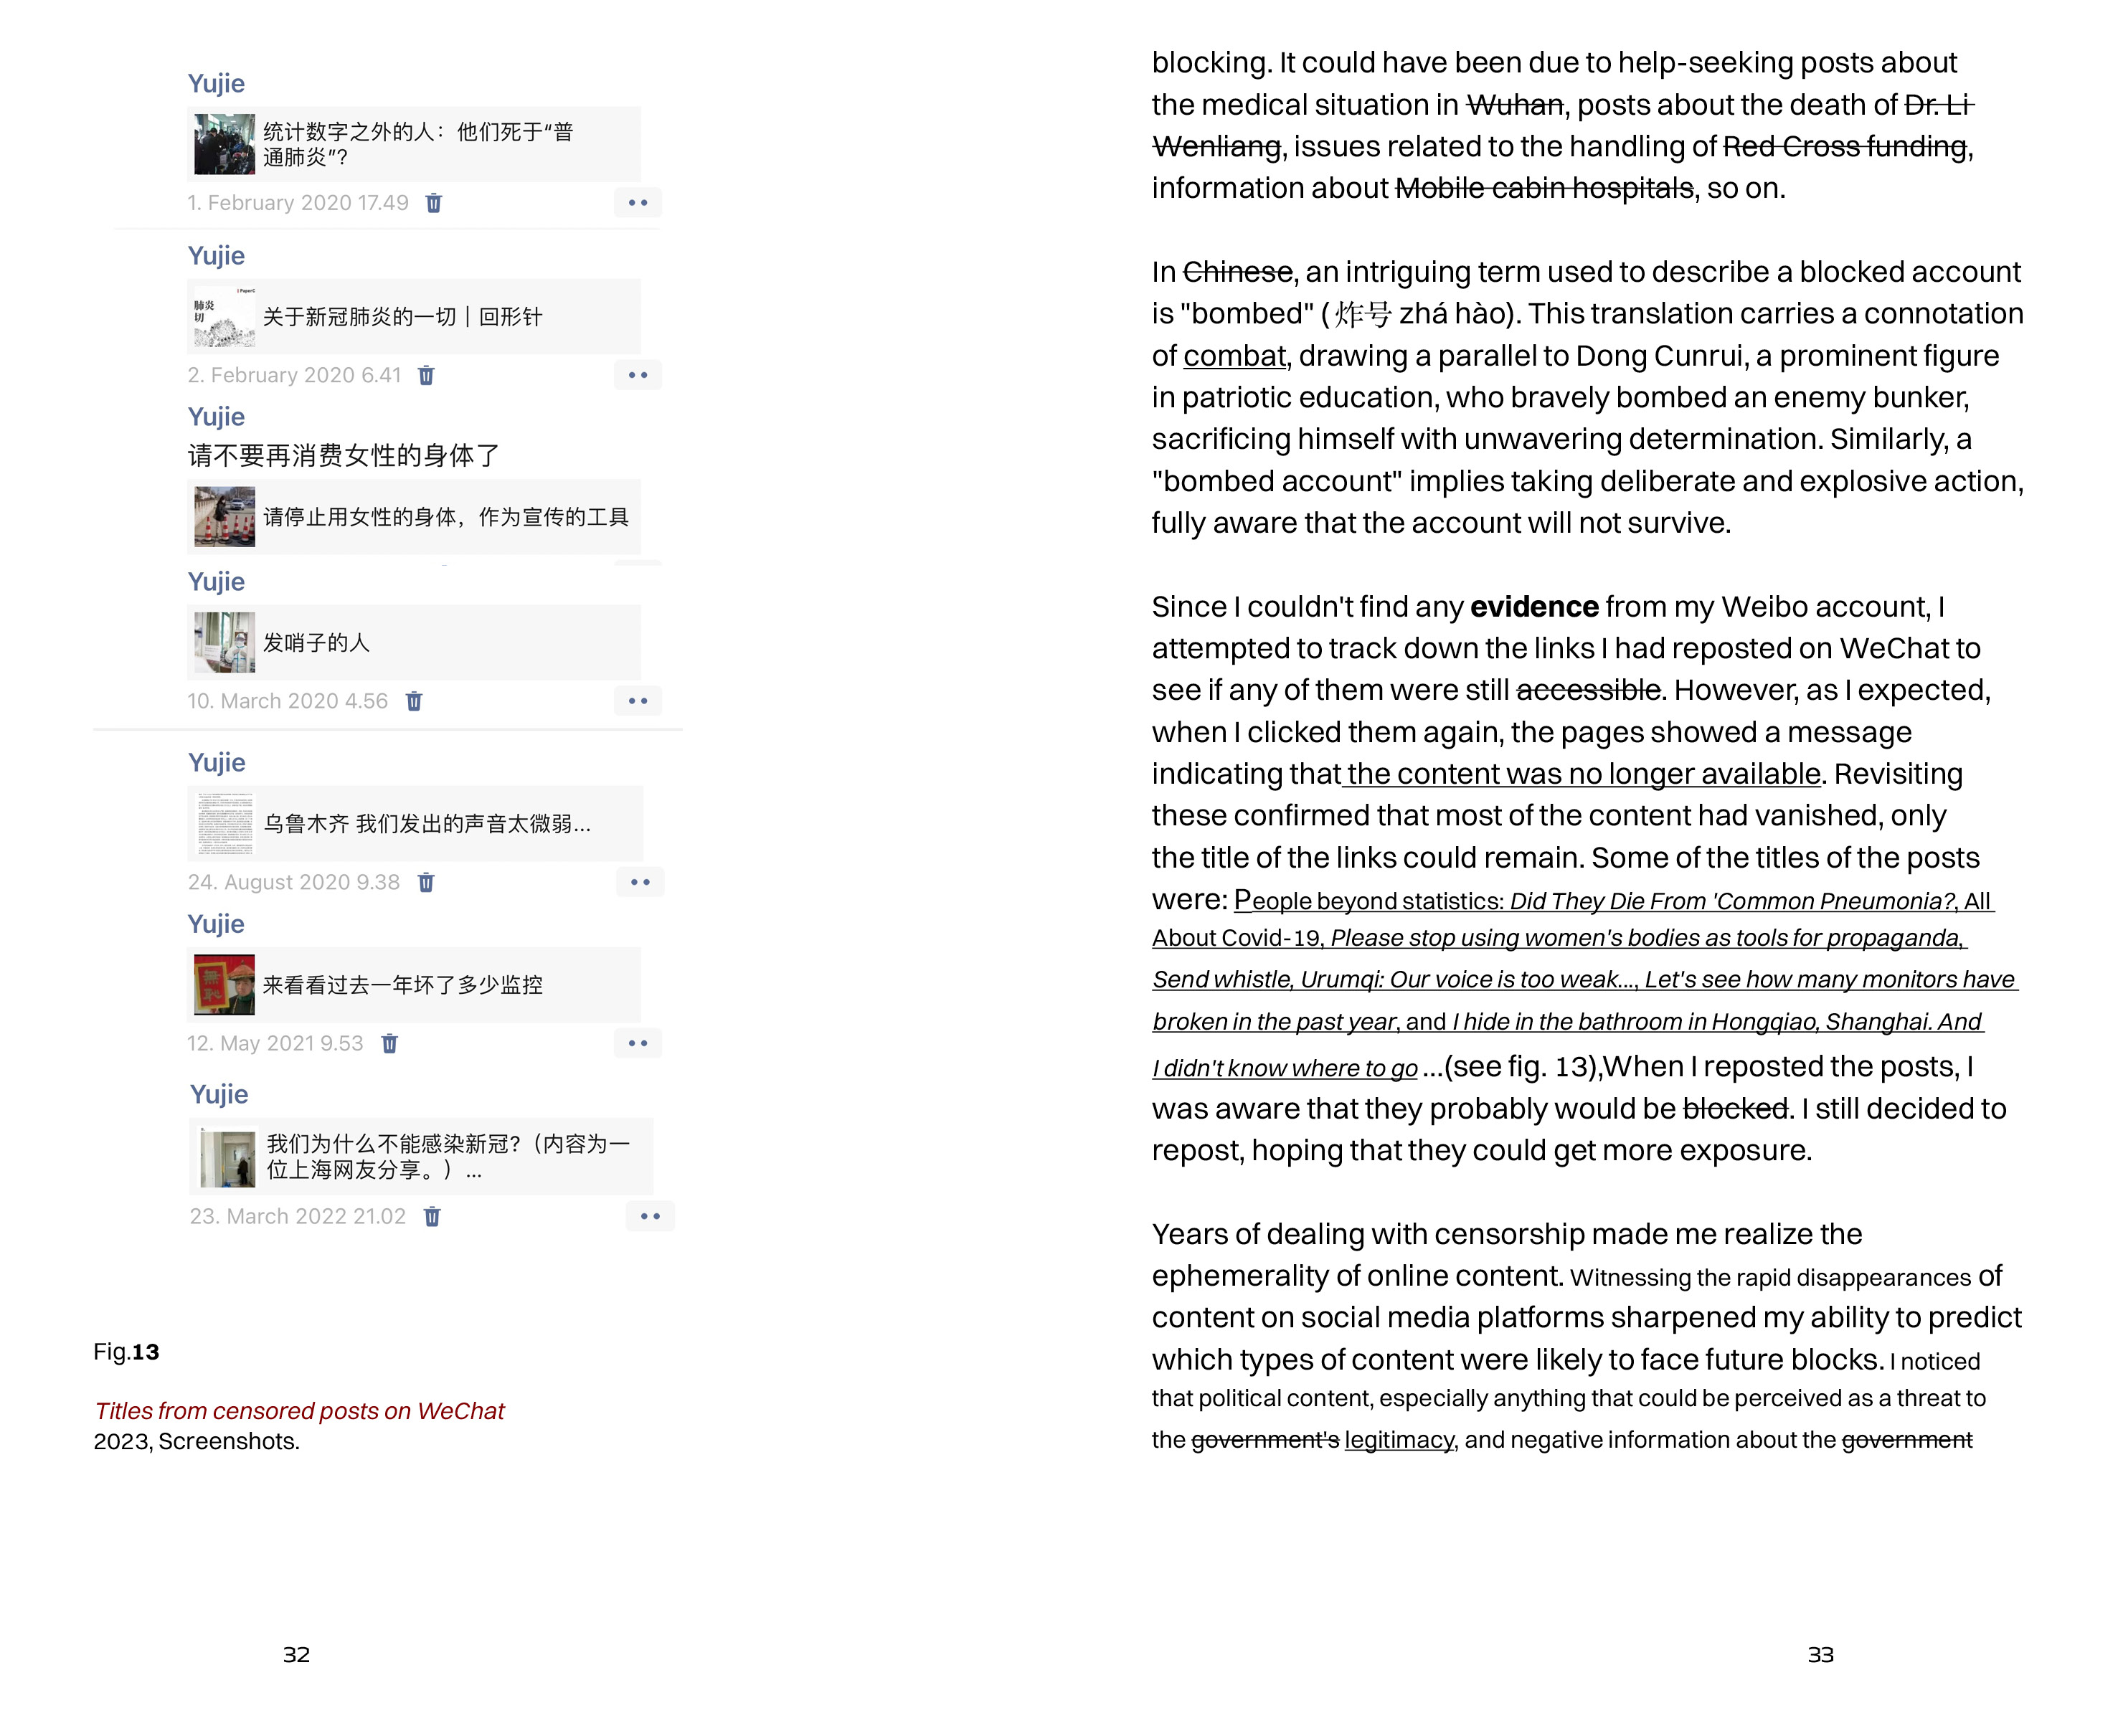 Yujie
统计数字之外的人：他们死于“普
通肺炎”？
1. February 2020 17.49
Yujie
肺炎
切
关于新冠肺炎的一切｜回形针
2. February 2020 6.41
Yujie
请不要再消费女性的身体了
请停止用女性的身体，作为宣传的工具
Yujie
发哨子的人
10. March 2020 4.56
Yujie
乌鲁木齐 我们发出的声音太微弱...
24. August 2020 9.38
Yujie
来看看过去一年坏了多少监控
12. May 2021 9.53
Yujie
我们为什么不能感染新冠？（内容为一
位上海网友分享。）...
23. March 2022 21.02
Fig.13
Titles from censored posts on WeChat
2023, Screenshots.
32
blocking. It could have been due to help-seeking posts about
the medical situation in Wuhan, posts about the death of Dr. Li
Wenliang, issues related to the handling of Red Cross funding,
information about Mobile cabin hospitals, so on.
In Chinese, an intriguing term used to describe a blocked account
is "bombed" (炸号 zhá hào). This translation carries a connotation
of combat, drawing a parallel to Dong Cunrui, a prominent figure
in patriotic education, who bravely bombed an enemy bunker,
sacrificing himself with unwavering determination. Similarly, a
"bombed account" implies taking deliberate and explosive action,
fully aware that the account will not survive.
Since I couldn't find any evidence from my Weibo account, I
attempted to track down the links I had reposted on WeChat to
see if any of them were still accessible. However, as I expected,
when I clicked them again, the pages showed a message
indicating that the content was no longer available. Revisiting
these confirmed that most of the content had vanished, only
the title of the links could remain. Some of the titles of the posts
were: People beyond statistics: Did They Die From 'Common Pneumonia?, All
About Covid-19, Please stop using women's bodies as tools for propaganda,
Send whistle, Urumqi: Our voice is too weak..., Let's see how many monitors have
broken in the past year, and I hide in the bathroom in Hongqiao, Shanghai. And
I didn't know where to go ...(see fig. 13),When I reposted the posts, I
was aware that they probably would be blocked. I still decided to
repost, hoping that they could get more exposure.
Years of dealing with censorship made me realize the
ephemerality of online content. Witnessing the rapid disappearances of
content on social media platforms sharpened my ability to predict
which types of content were likely to face future blocks. I noticed
that political content, especially anything that could be perceived as a threat to
the government's legitimacy, and negative information about the government
33